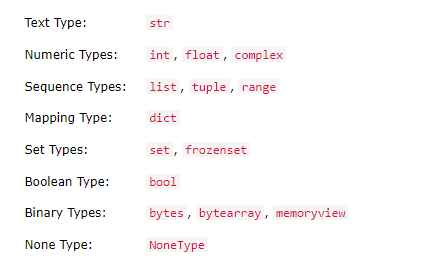 Text Type: str
Numeric Types: int, float, complex
Sequence Types: list, tuple, range
Mapping Type: dict
Set Types: set, frozenset
Boolean Type: bool
Binary Types: bytes, bytearray, memoryview
None Type: NoneType